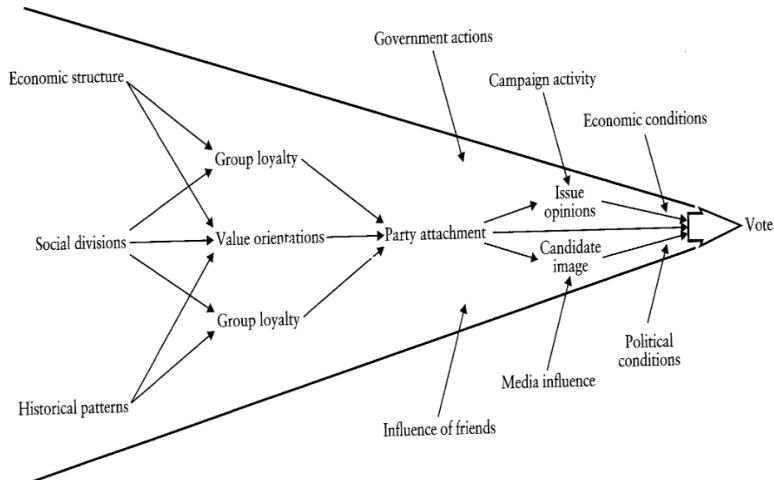 Government actions
Economic structure
Campaign activity
Economic conditions
Group loyalty
Issue
opinions
Social divisions
Value orientations
Party attachment
Vote
Candidate
image
Group loyalty
Political
conditions
Media influence
Historical patterns
Influence of friends